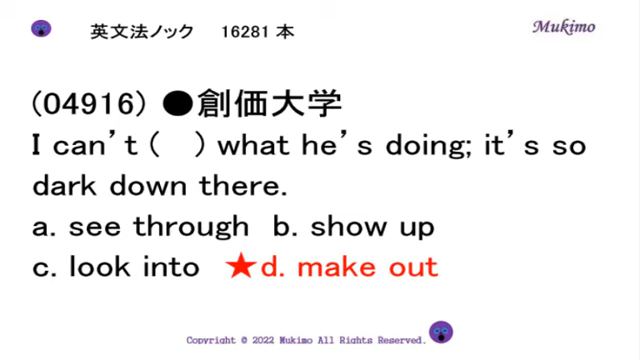 英文法ノック 16281 本 Mukimo
(04916) ●創価大学
I can't ( ) what he's doing; it's so
dark down there.
a. see through b. show up
c. look into ★d. make out
Copyright @ 2022 Mukimo All Rights Reserved.